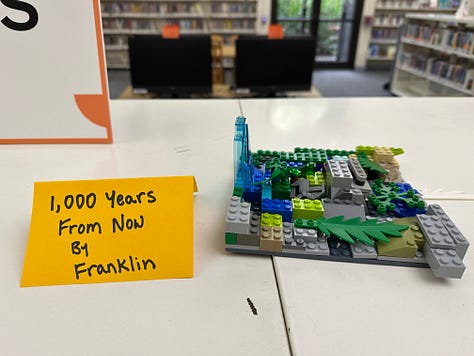 S
1,000 Years
From Now
By
Franklin